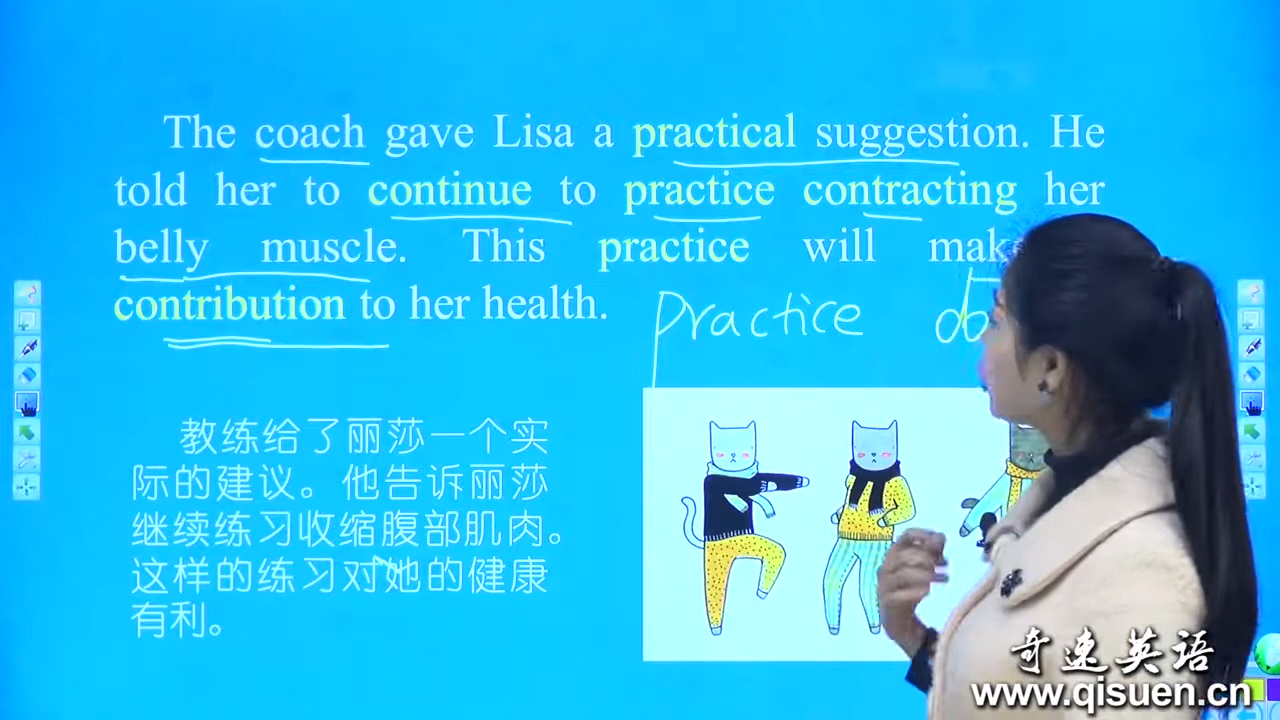 The coach gave Lisa a practical suggestion. He
told her to continue to practice contracting her
belly muscle. This practice will make
contribution to her health.
practice
教练给了丽莎一个实
际的建议。他告诉丽莎
继续练习收缩腹部肌肉。
这样的练习对她的健康
有利。
奇速英语
www.qisuen.cn